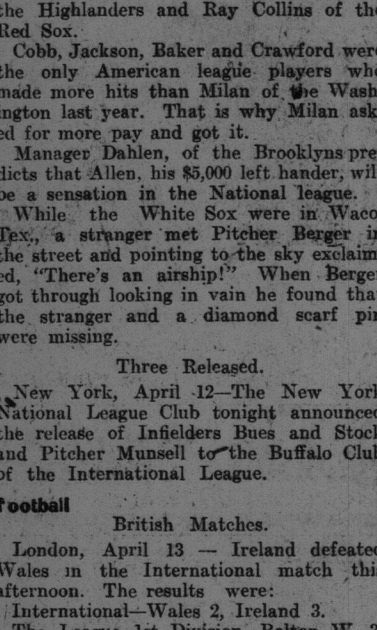 the Highlanders and Ray Collins of the
Red Sox.
Cobb, Jackson, Baker and Crawford were
the only American league players who
made more hits than Milan of the Wash
ington last year. That is why Milan ask
ed for more pay and got it.
Manager Dahlen, of the Brooklyns pre
dicts that Allen, his $5,000 left hander, will
be a sensation in the National league.
While the White Sox were in Waco
Tex., a stranger met Pitcher Berger in
the street and pointing to the sky exclaim
ed, "There's an airship!" When Berger
got through looking in vain he found that
the stranger and a diamond scarf pin
were missing.
Three Released.
New York, April 12—The New York
National League Club tonight announced
the release of Infielders Bues and Stock
and Pitcher Munsell to the Buffalo Club
of the International League.
Football
British Matches.
London, April 13 — Ireland defeated
Wales in the International match this
afternoon. The results were:
International—Wales 2, Ireland 3.
The League 1st Division Bolton W. 3